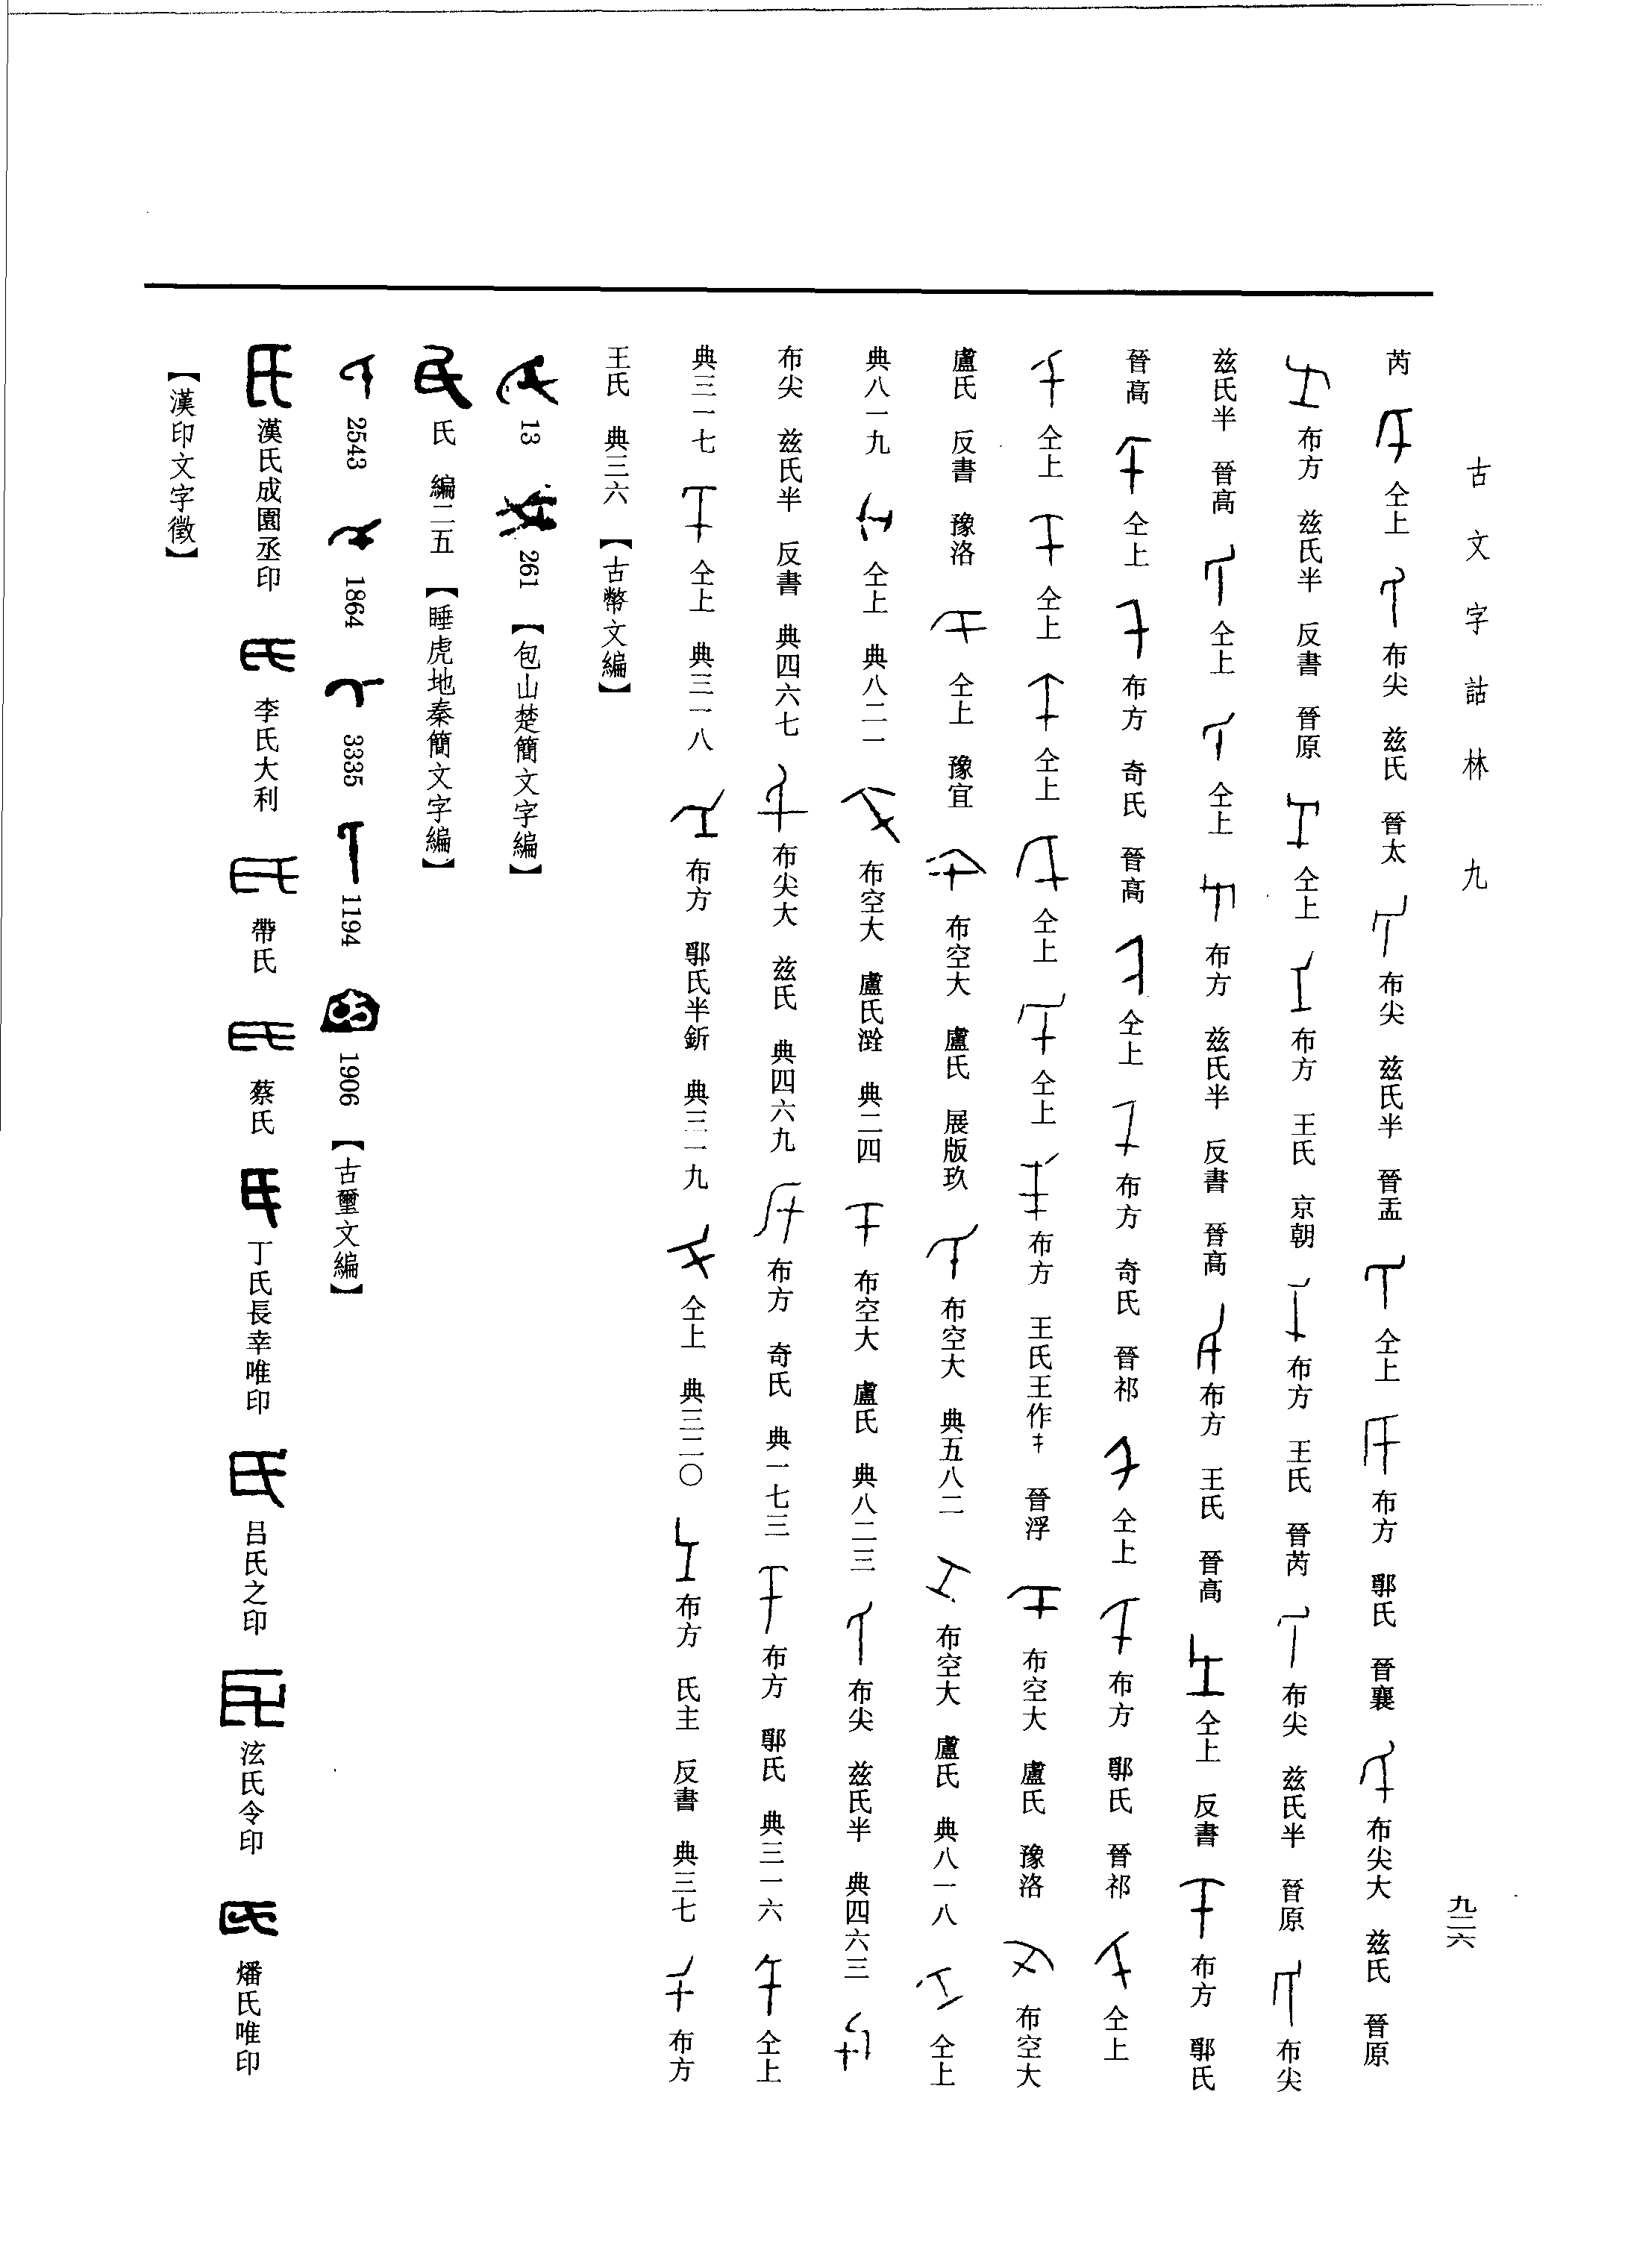 古文字詁林 九
九二六
芮 仝上 布尖 兹氏 晉太 布尖 兹氏半 晉盂 仝上 布方 鄥氏 晉襄 布尖大 兹氏 晉原
布方 兹氏半 反書 晉原 仝上 布方 王氏 京朝 布方 王氏 晉芮 布尖 兹氏半 晉原 布尖
兹氏半 晉高 仝上 仝上 布方 兹氏半 反書 晉高 布方 王氏 晉高 仝上 反書 布方 鄥氏
晉高 仝上 布方 奇氏 晉高 仝上 布方 奇氏 晉祁 仝上 布方 鄥氏 晉祁 仝上
仝上 仝上 仝上 仝上 仝上 布方 王氏王作 晉浮 布空大 盧氏 豫洛 布空大
盧氏 反書 豫洛 仝上 豫宜 布空大 盧氏 展版玖 布空大 典五八二 布空大 盧氏 典八一八 仝上
典八一九 仝上 典八二一 布空大 盧氏 典二四 布空大 盧氏 典八二三 布尖 兹氏半 典四六三
布尖 兹氏半 反書 典四六七 布尖大 兹氏 典四六九 布方 奇氏 典一七三 布方 鄥氏 典三一六 仝上
典三一七 仝上 典三一八 布方 鄥氏半釿 典三一九 仝上 典三二〇 布方 氏主 反書 典三七 布方
王氏 典三六 【古幣文編】
13 261 【包山楚簡文字編】
氏 編二五 【睡虎地秦簡文字編】
2543 1864 3335 1194 1906 【古璽文編】
漢氏成園丞印 李氏大利 帶氏 蔡氏 丁氏長幸唯印 吕氏之印 泫氏令印 燔氏唯印
【漢印文字徵】